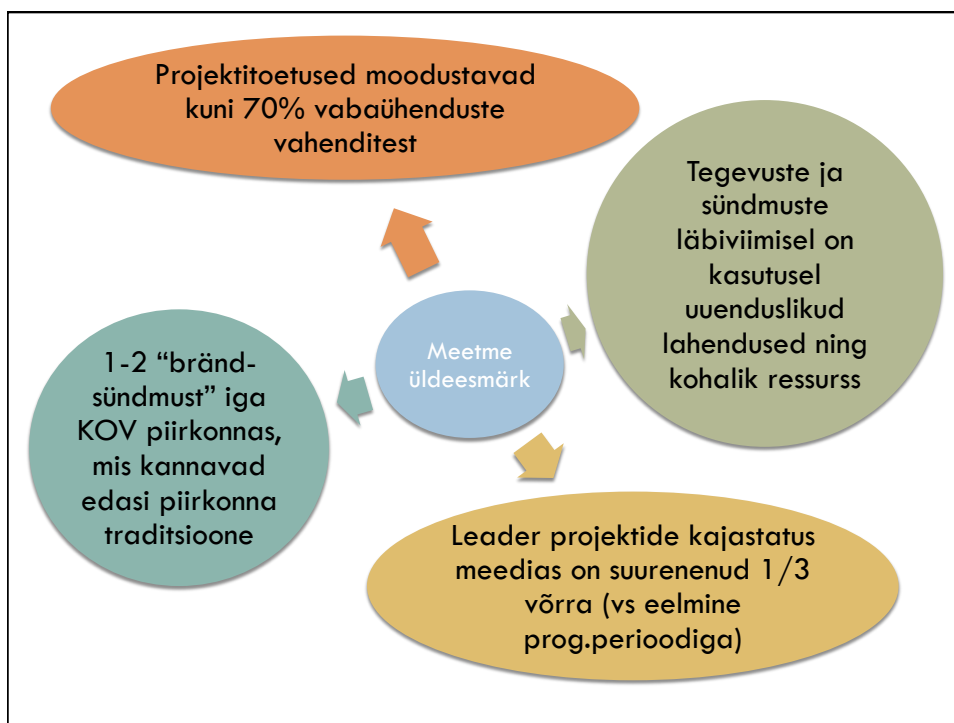 Projektitoetused moodustavad
kuni 70% vabaühenduste
vahenditest
Tegevuste ja
sündmuste
läbiviimisel on
kasutusel
uuenduslikud
lahendused ning
kohalik ressurss
Meetme
üldeesmärk
1-2 “bränd-
sündmust” iga
KOV piirkonnas,
mis kannavad
edasi piirkonna
traditsioone
Leader projektide kajastatus
meedias on suurenenud 1/3
võrra (vs eelmine
prog.perioodiga)